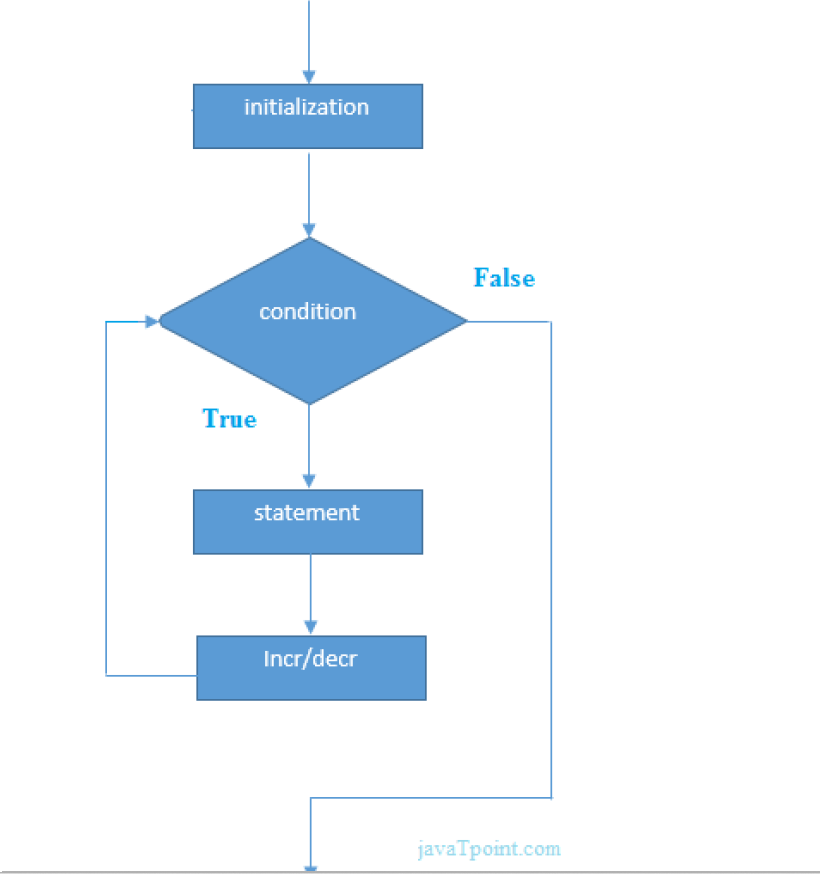 initialization
condition
False
True
statement
Incr/decr
javaTpoint.com